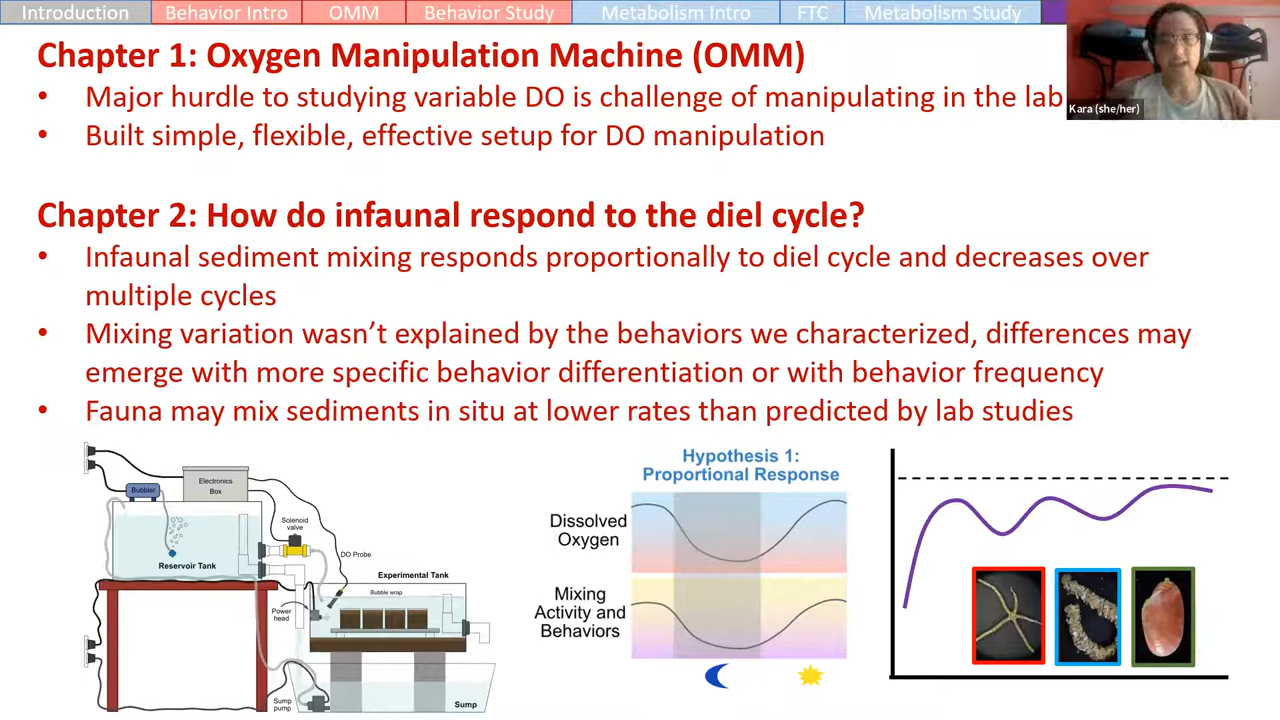 Introduction
Behavior Intro
OMM
Behavior Study
Metabolism Intro
FTC
Metabolism Study
Kara (she/her)
Chapter 1: Oxygen Manipulation Machine (OMM)
• Major hurdle to studying variable DO is challenge of manipulating in the lab
• Built simple, flexible, effective setup for DO manipulation
Chapter 2: How do infaunal respond to the diel cycle?
• Infaunal sediment mixing responds proportionally to diel cycle and decreases over
multiple cycles
• Mixing variation wasn’t explained by the behaviors we characterized, differences may
emerge with more specific behavior differentiation or with behavior frequency
• Fauna may mix sediments in situ at lower rates than predicted by lab studies
Bubbler
Electronics
Box
Solenoid
valve
Reservoir Tank
DO Probe
Experimental Tank
Bubble wrap
Power
head
Sump
pump
Sump
Hypothesis 1:
Proportional Response
Dissolved
Oxygen
Mixing
Activity and
Behaviors